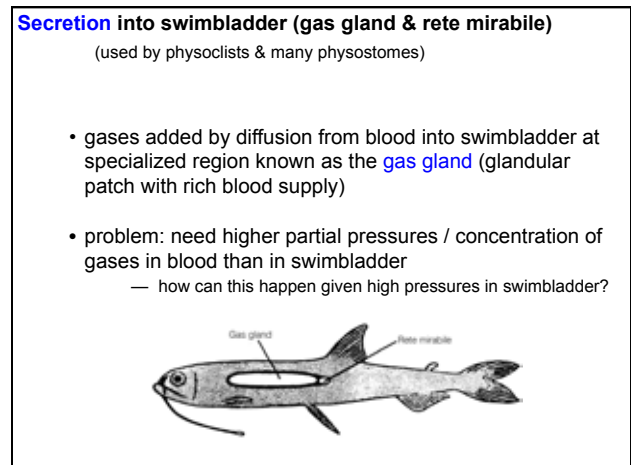 Secretion into swimbladder (gas gland & rete mirabile)
(used by physoclists & many physostomes)
• gases added by diffusion from blood into swimbladder at
specialized region known as the gas gland (glandular
patch with rich blood supply)
• problem: need higher partial pressures / concentration of
gases in blood than in swimbladder
— how can this happen given high pressures in swimbladder?
Gas gland
Rete mirabile